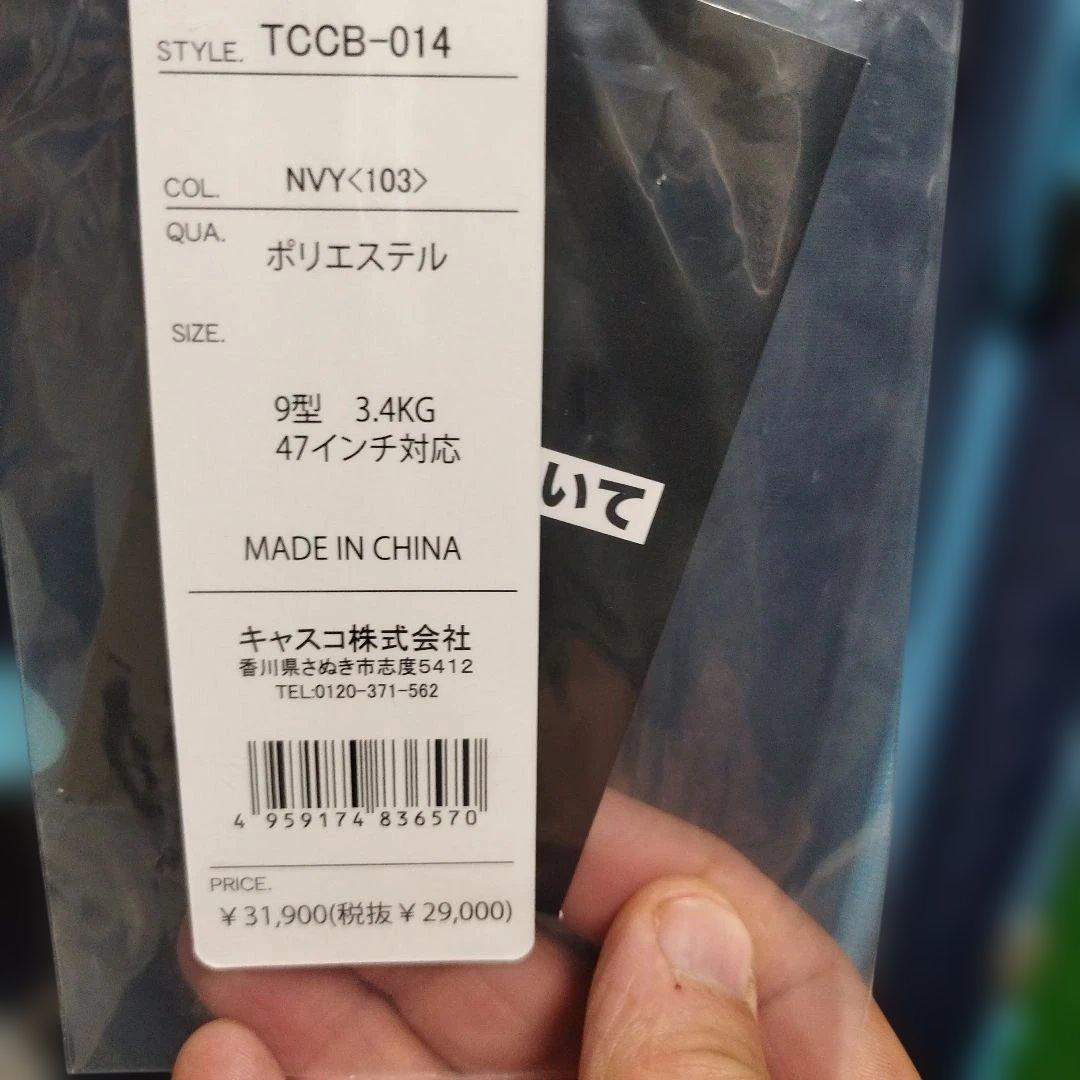 STYLE. TCCB-014
COL. NVY<103>
QUA. ポリエステル
SIZE.
9型 3.4KG
47インチ対応
いて
MADE IN CHINA
キャスコ株式会社
香川県さぬき市志度5412
TEL:0120-371-562
4 959174 836570
PRICE.
¥31,900(税抜¥29,000)